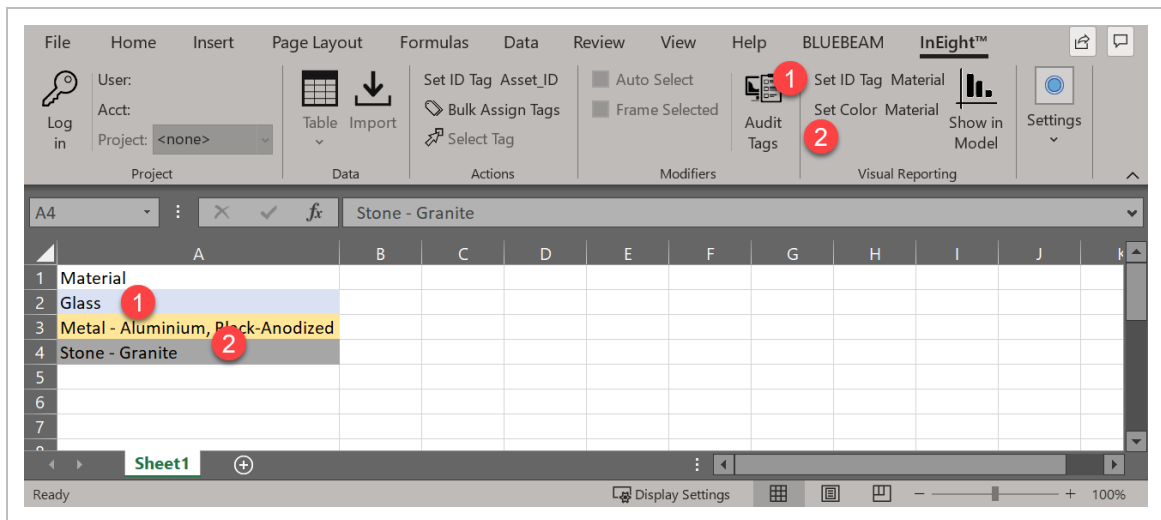 File Home Insert Page Layout Formulas Data Review View Help BLUEBEAM InEight™
Log in
User:
Acct:
Project: <none>
Project
Table
Import
Data
Set ID Tag Asset_ID
Bulk Assign Tags
Select Tag
Actions
Auto Select
Frame Selected
Modifiers
Audit
Tags
1
Set ID Tag Material
Set Color Material
2
Show in
Model
Visual Reporting
Settings
A4 fx Stone - Granite
A B C D E F G H I J K
1 Material
2 Glass 1
3 Metal - Aluminium, Black-Anodized
2
4 Stone - Granite
5
6
7
Sheet1
Ready Display Settings 100%